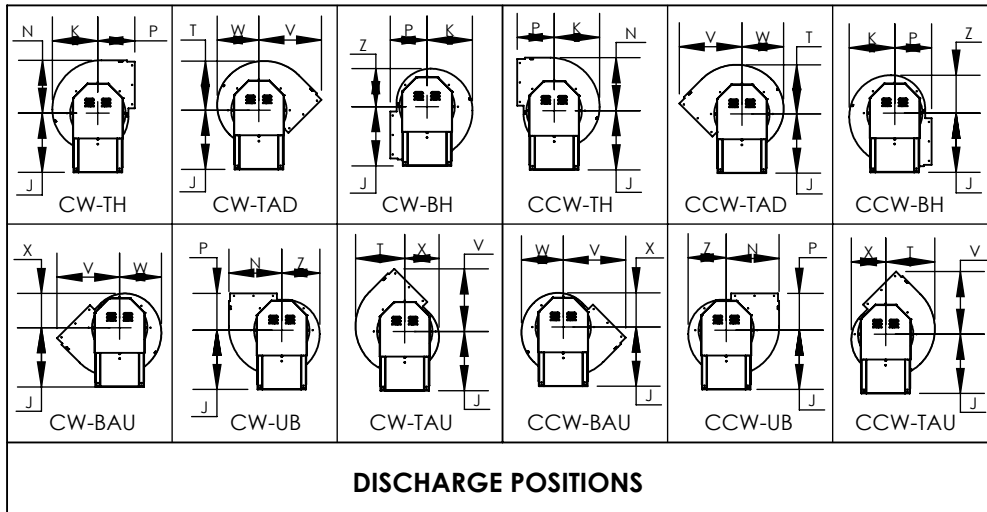 N K P
J
CW-TH
T W V
J
CW-TAD
Z P K
J
CW-BH
P K N
J
CCW-TH
V W T
J
CCW-TAD
K P Z
J
CCW-BH
X V W
J
CW-BAU
P N Z
J
CW-UB
T X V
J
CW-TAU
W V X
J
CCW-BAU
Z N P
J
CCW-UB
X T V
J
CCW-TAU
DISCHARGE POSITIONS